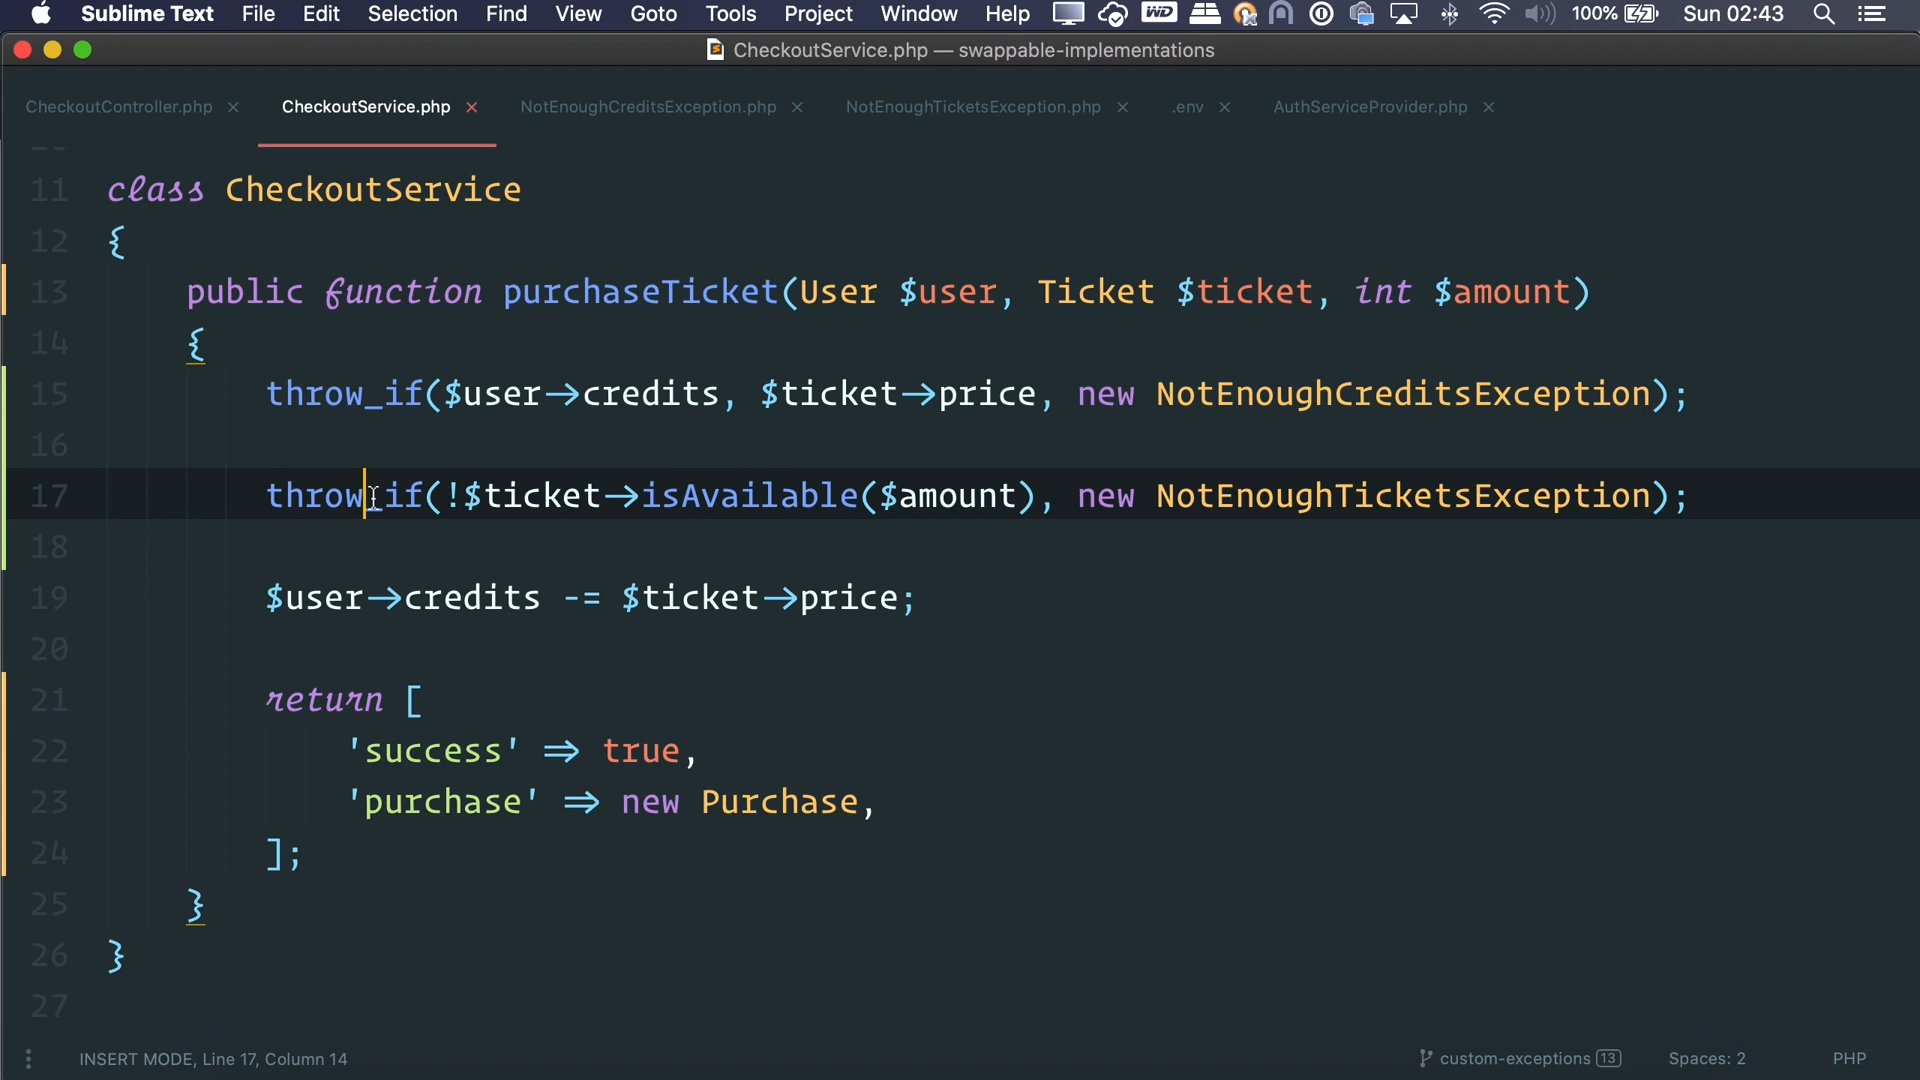 Sublime Text File Edit Selection Find View Goto Tools Project Window Help WD 100% Sun 02:43
CheckoutService.php — swappable-implementations
CheckoutController.php × CheckoutService.php × NotEnoughCreditsException.php × NotEnoughTicketsException.php × .env × AuthServiceProvider.php ×
11 class CheckoutService
12 {
13 public function purchaseTicket(User $user, Ticket $ticket, int $amount)
14 {
15 throw_if($user->credits, $ticket->price, new NotEnoughCreditsException);
16
17 throw_if(!$ticket->isAvailable($amount), new NotEnoughTicketsException);
18
19 $user->credits -= $ticket->price;
20
21 return [
22 'success' => true,
23 'purchase' => new Purchase,
24 ];
25 }
26 }
27
INSERT MODE, Line 17, Column 14 custom-exceptions 13 Spaces: 2 PHP